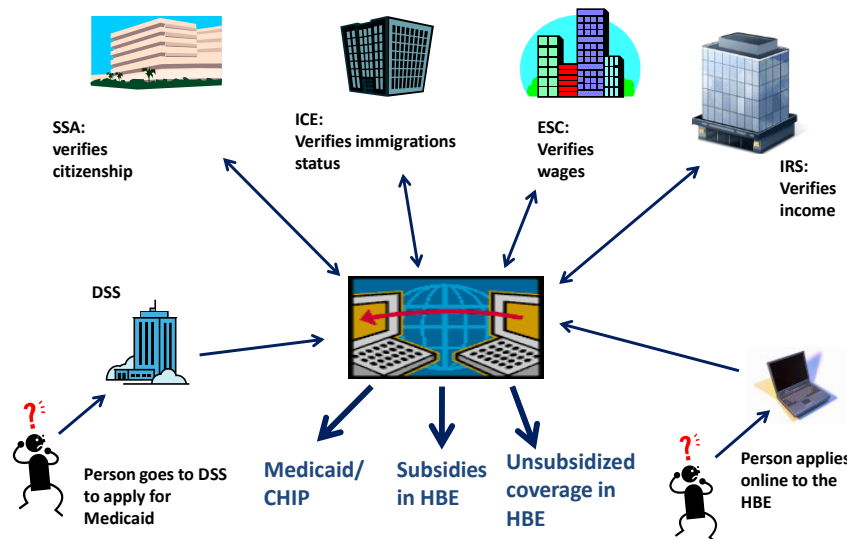 SSA:
verifies
citizenship
ICE:
Verifies immigrations
status
ESC:
Verifies
wages
IRS:
Verifies
income
DSS
Person goes to DSS
to apply for
Medicaid
Medicaid/
CHIP
Subsidies
in HBE
Unsubsidized
coverage in
HBE
Person applies
online to the
HBE